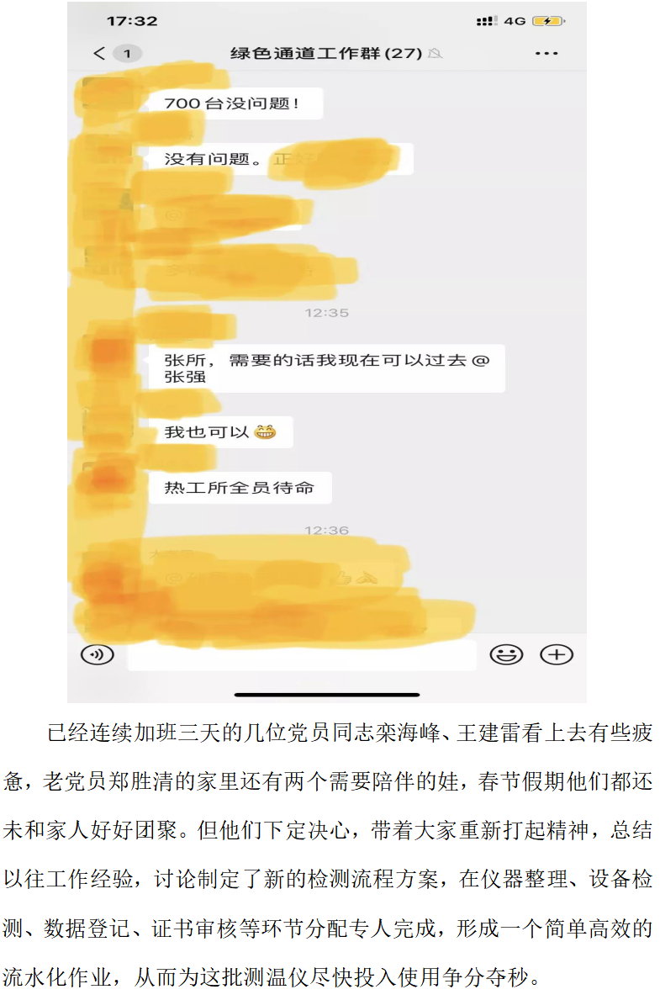 17:32
4G
1
绿色通道工作群(27)
700台没问题！
没有问题。正好
@
12:35
张所，需要的话我现在可以过去@
张强
我也可以😁
热工所全员待命
12:36
已经连续加班三天的几位党员同志栾海峰、王建雷看上去有些疲
惫，老党员郑胜清的家里还有两个需要陪伴的娃，春节假期他们都还
未和家人好好团聚。但他们下定决心，带着大家重新打起精神，总结
以往工作经验，讨论制定了新的检测流程方案，在仪器整理、设备检
测、数据登记、证书审核等环节分配专人完成，形成一个简单高效的
流水化作业，从而为这批测温仪尽快投入使用争分夺秒。